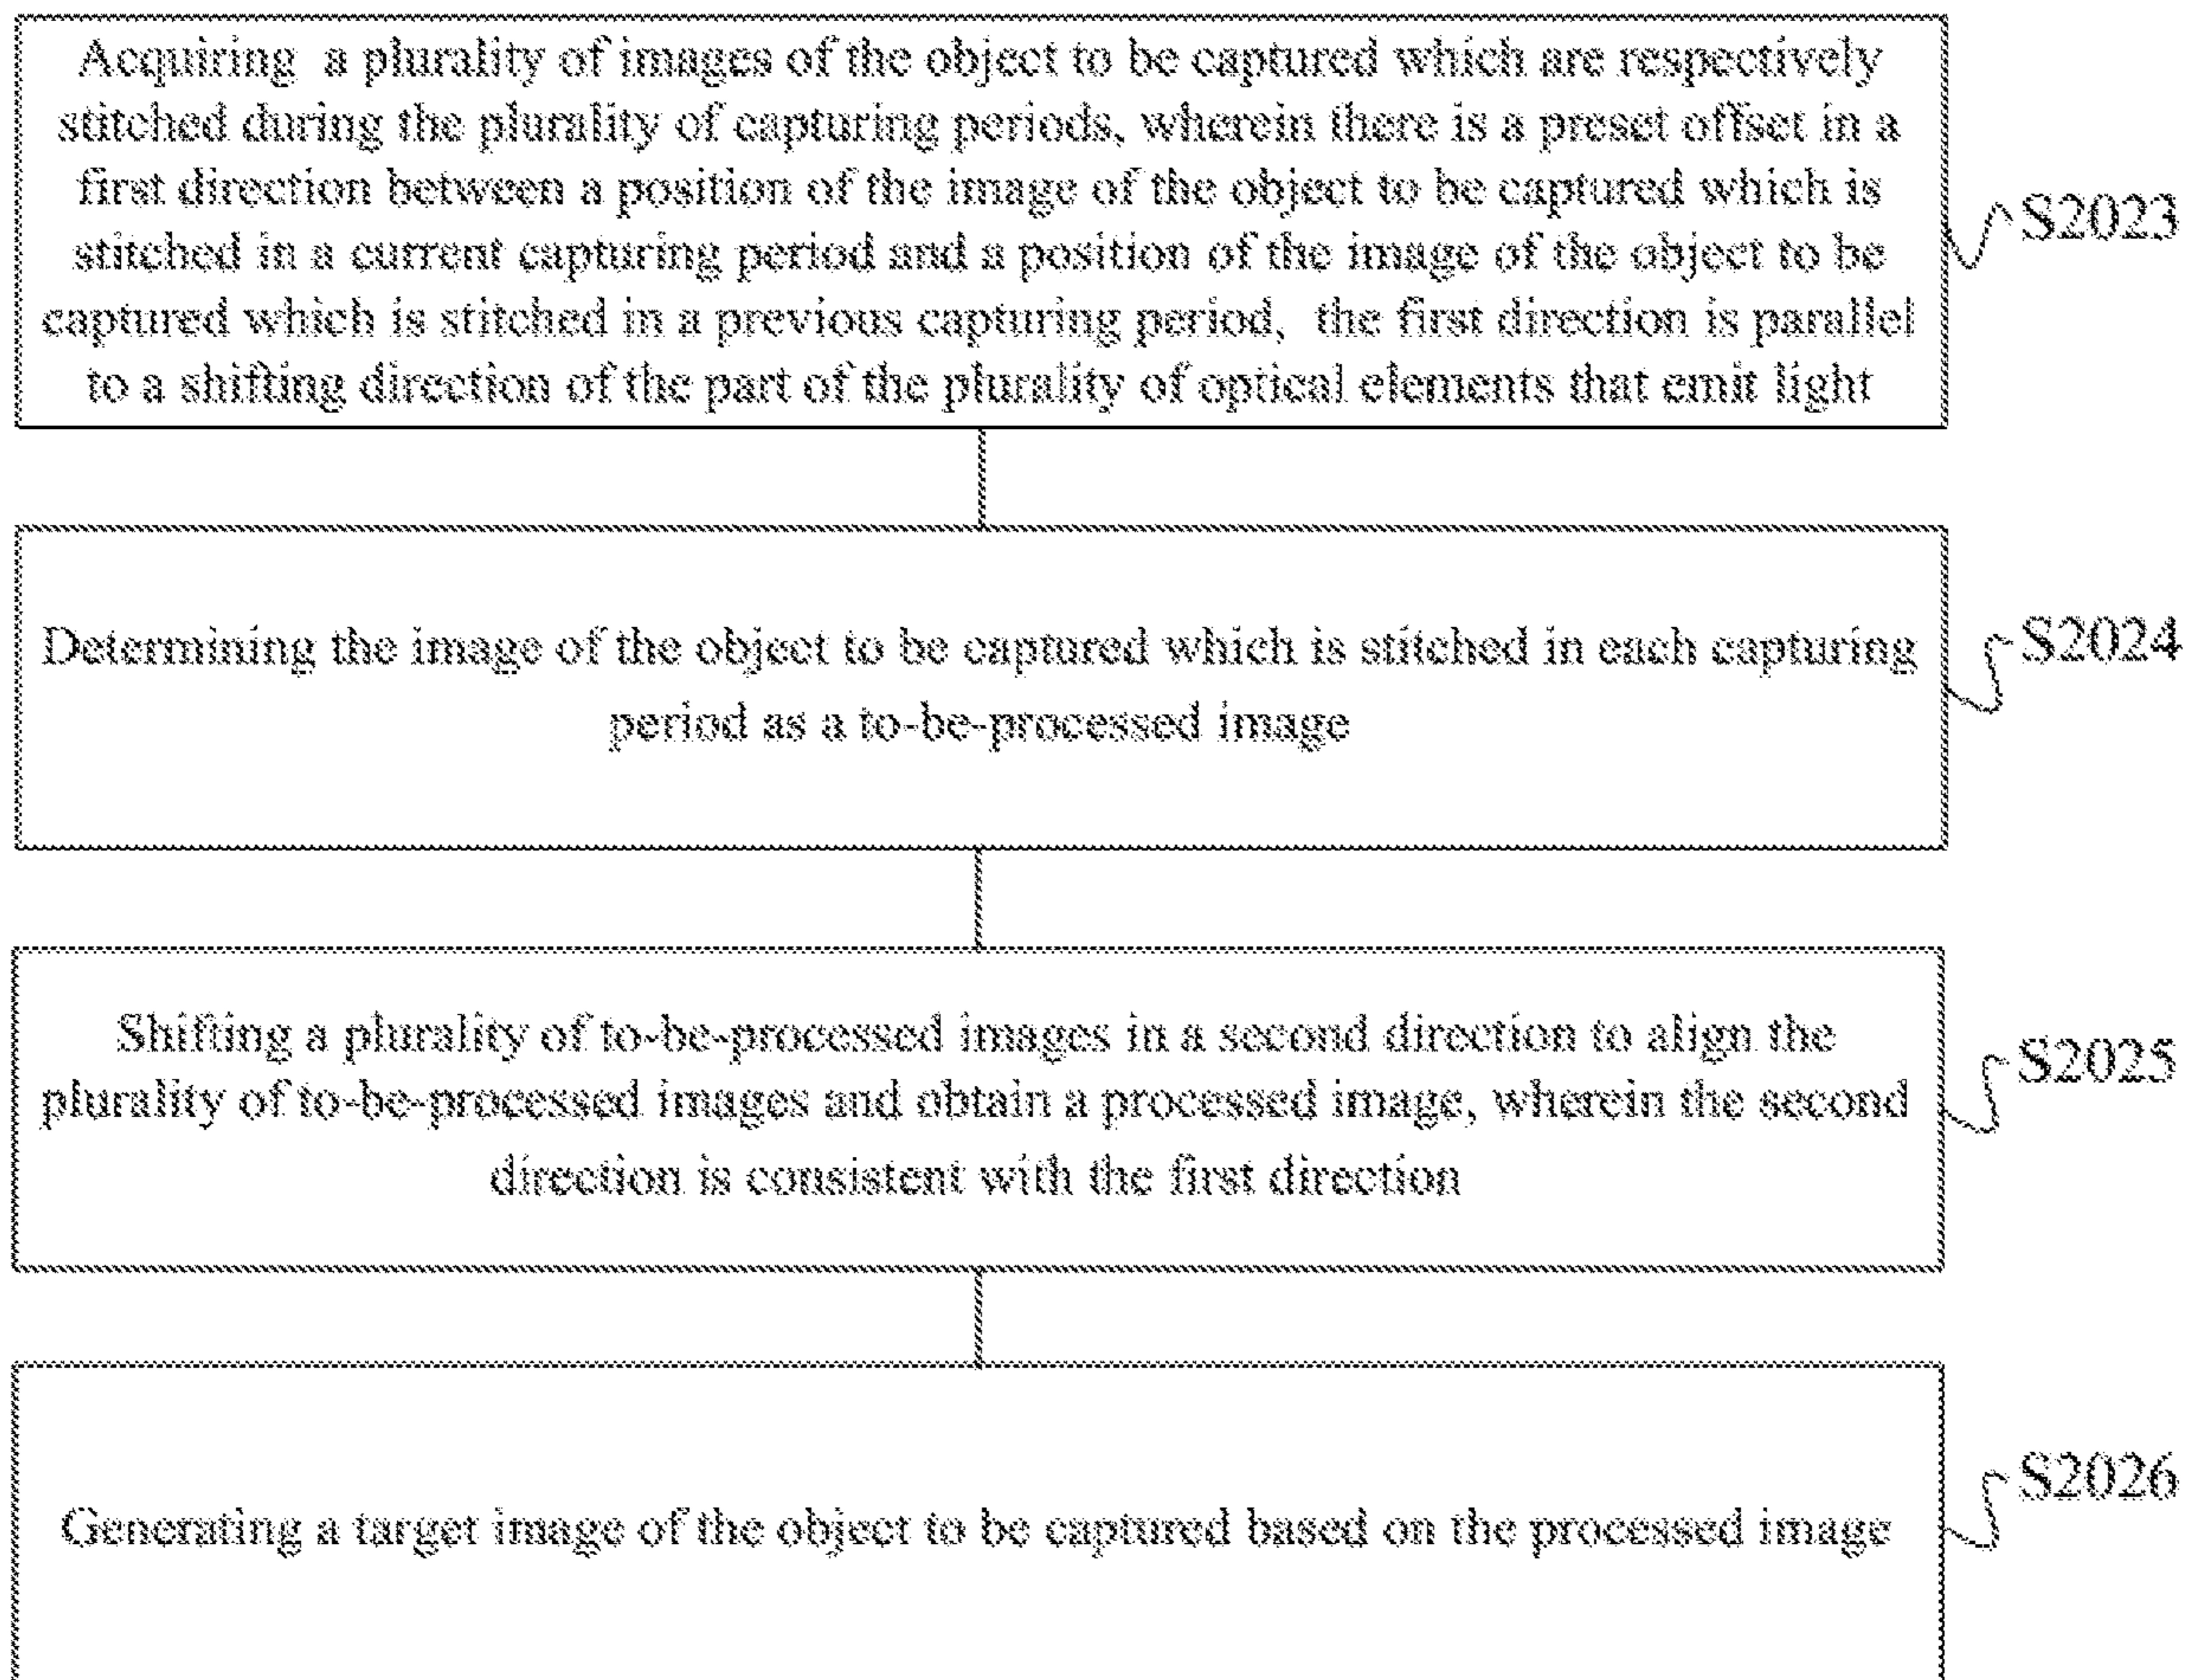 Acquiring a plurality of images of the object to be captured which are respectively
stitched during the plurality of capturing periods, wherein there is a preset offset in a
first direction between a position of the image of the object to be captured which is
stitched in a current capturing period and a position of the image of the object to be
captured which is stitched in a previous capturing period, the first direction is parallel
to a shifting direction of the part of the plurality of optical elements that emit light
S2023
Determining the image of the object to be captured which is stitched in each capturing
period as a to-be-processed image
S2024
Shifting a plurality of to-be-processed images in a second direction to align the
plurality of to-be-processed images and obtain a processed image, wherein the second
direction is consistent with the first direction
S2025
Generating a target image of the object to be captured based on the processed image
S2026